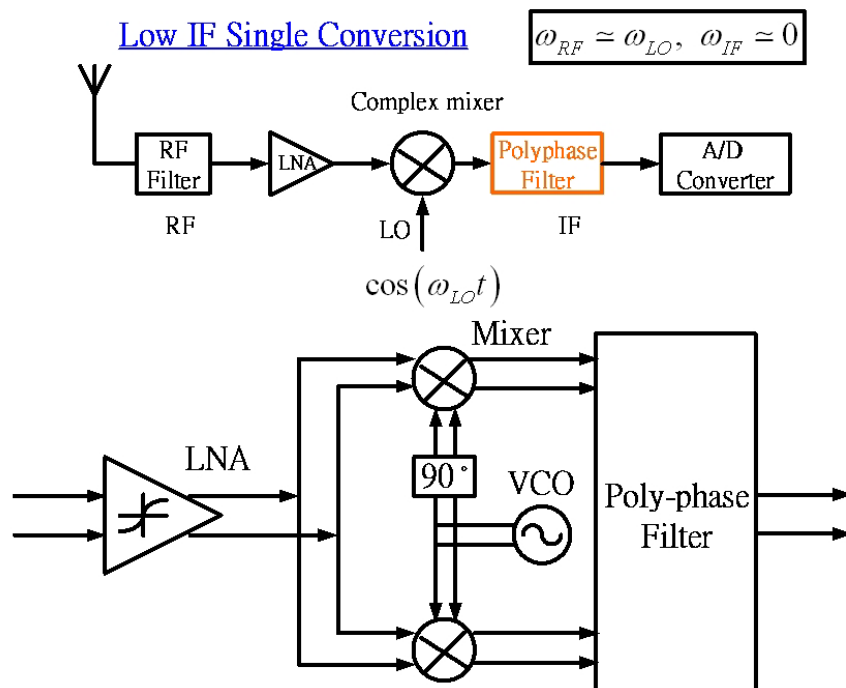 Low IF Single Conversion
ω_RF ≃ ω_LO, ω_IF ≃ 0
Complex mixer
RF
Filter
LNA
Polyphase
Filter
A/D
Converter
RF
LO
IF
cos(ω_LO t)
Mixer
LNA
90°
VCO
Poly-phase
Filter